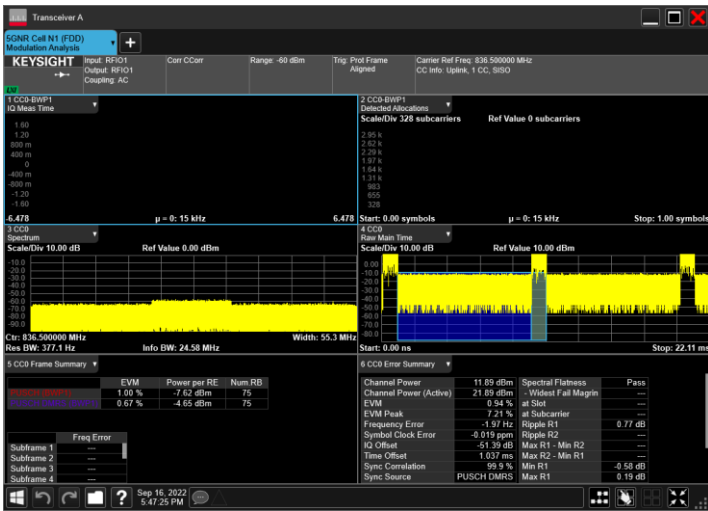 Transceiver A
5GNR Cell N1 (FDD)
Modulation Analysis
KEYSIGHT
Input: RFIO1
Output: RFIO1
Coupling: AC
Corr CCorr
Range: -60 dBm
Trig: Prot Frame
Aligned
Carrier Ref Freq: 836.500000 MHz
CC Info: Uplink, 1 CC, SISO
1 CC0-BWP1
IQ Meas Time
1.60
1.20
800 m
400 m
0
-400 m
-800 m
-1.20
-1.60
-6.478
µ = 0: 15 kHz
6.478
2 CC0-BWP1
Detected Allocations
Scale/Div 328 subcarriers
Ref Value 0 subcarriers
2.95 k
2.62 k
2.29 k
1.97 k
1.64 k
1.31 k
983
655
328
Start: 0.00 symbols
µ = 0: 15 kHz
Stop: 1.00 symbols
3 CC0
Spectrum
Scale/Div 10.00 dB
Ref Value 0.00 dBm
-10.0
-20.0
-30.0
-40.0
-50.0
-60.0
-70.0
-80.0
-90.0
Ctr: 836.500000 MHz
Width: 55.3 MHz
Res BW: 377.1 Hz
Info BW: 24.58 MHz
4 CC0
Raw Main Time
Scale/Div 10.00 dB
Ref Value 10.00 dBm
0.00
-10.0
-20.0
-30.0
-40.0
-50.0
-60.0
-70.0
-80.0
Start: 0.00 ns
Stop: 22.11 ms
5 CC0 Frame Summary
EVM Power per RE Num.RB
1.00 % -7.62 dBm 75
0.67 % -4.65 dBm 75
Freq Error
Subframe 1 ---
Subframe 2 ---
Subframe 3 ---
Subframe 4 ---
6 CC0 Error Summary
Channel Power 11.89 dBm Spectral Flatness Pass
Channel Power (Active) 21.89 dBm - Widest Fail Magrin ---
EVM 0.94 % at Slot ---
EVM Peak 7.21 % at Subcarrier ---
Frequency Error -1.97 Hz Ripple R1 0.77 dB
Symbol Clock Error -0.019 ppm Ripple R2 ---
IQ Offset -51.39 dB Max R1 - Min R2 ---
Time Offset 1.037 ms Max R2 - Min R1 ---
Sync Correlation 99.9 % Min R1 -0.58 dB
Sync Source PUSCH DMRS Max R1 0.19 dB
Sep 16, 2022
5:47:25 PM